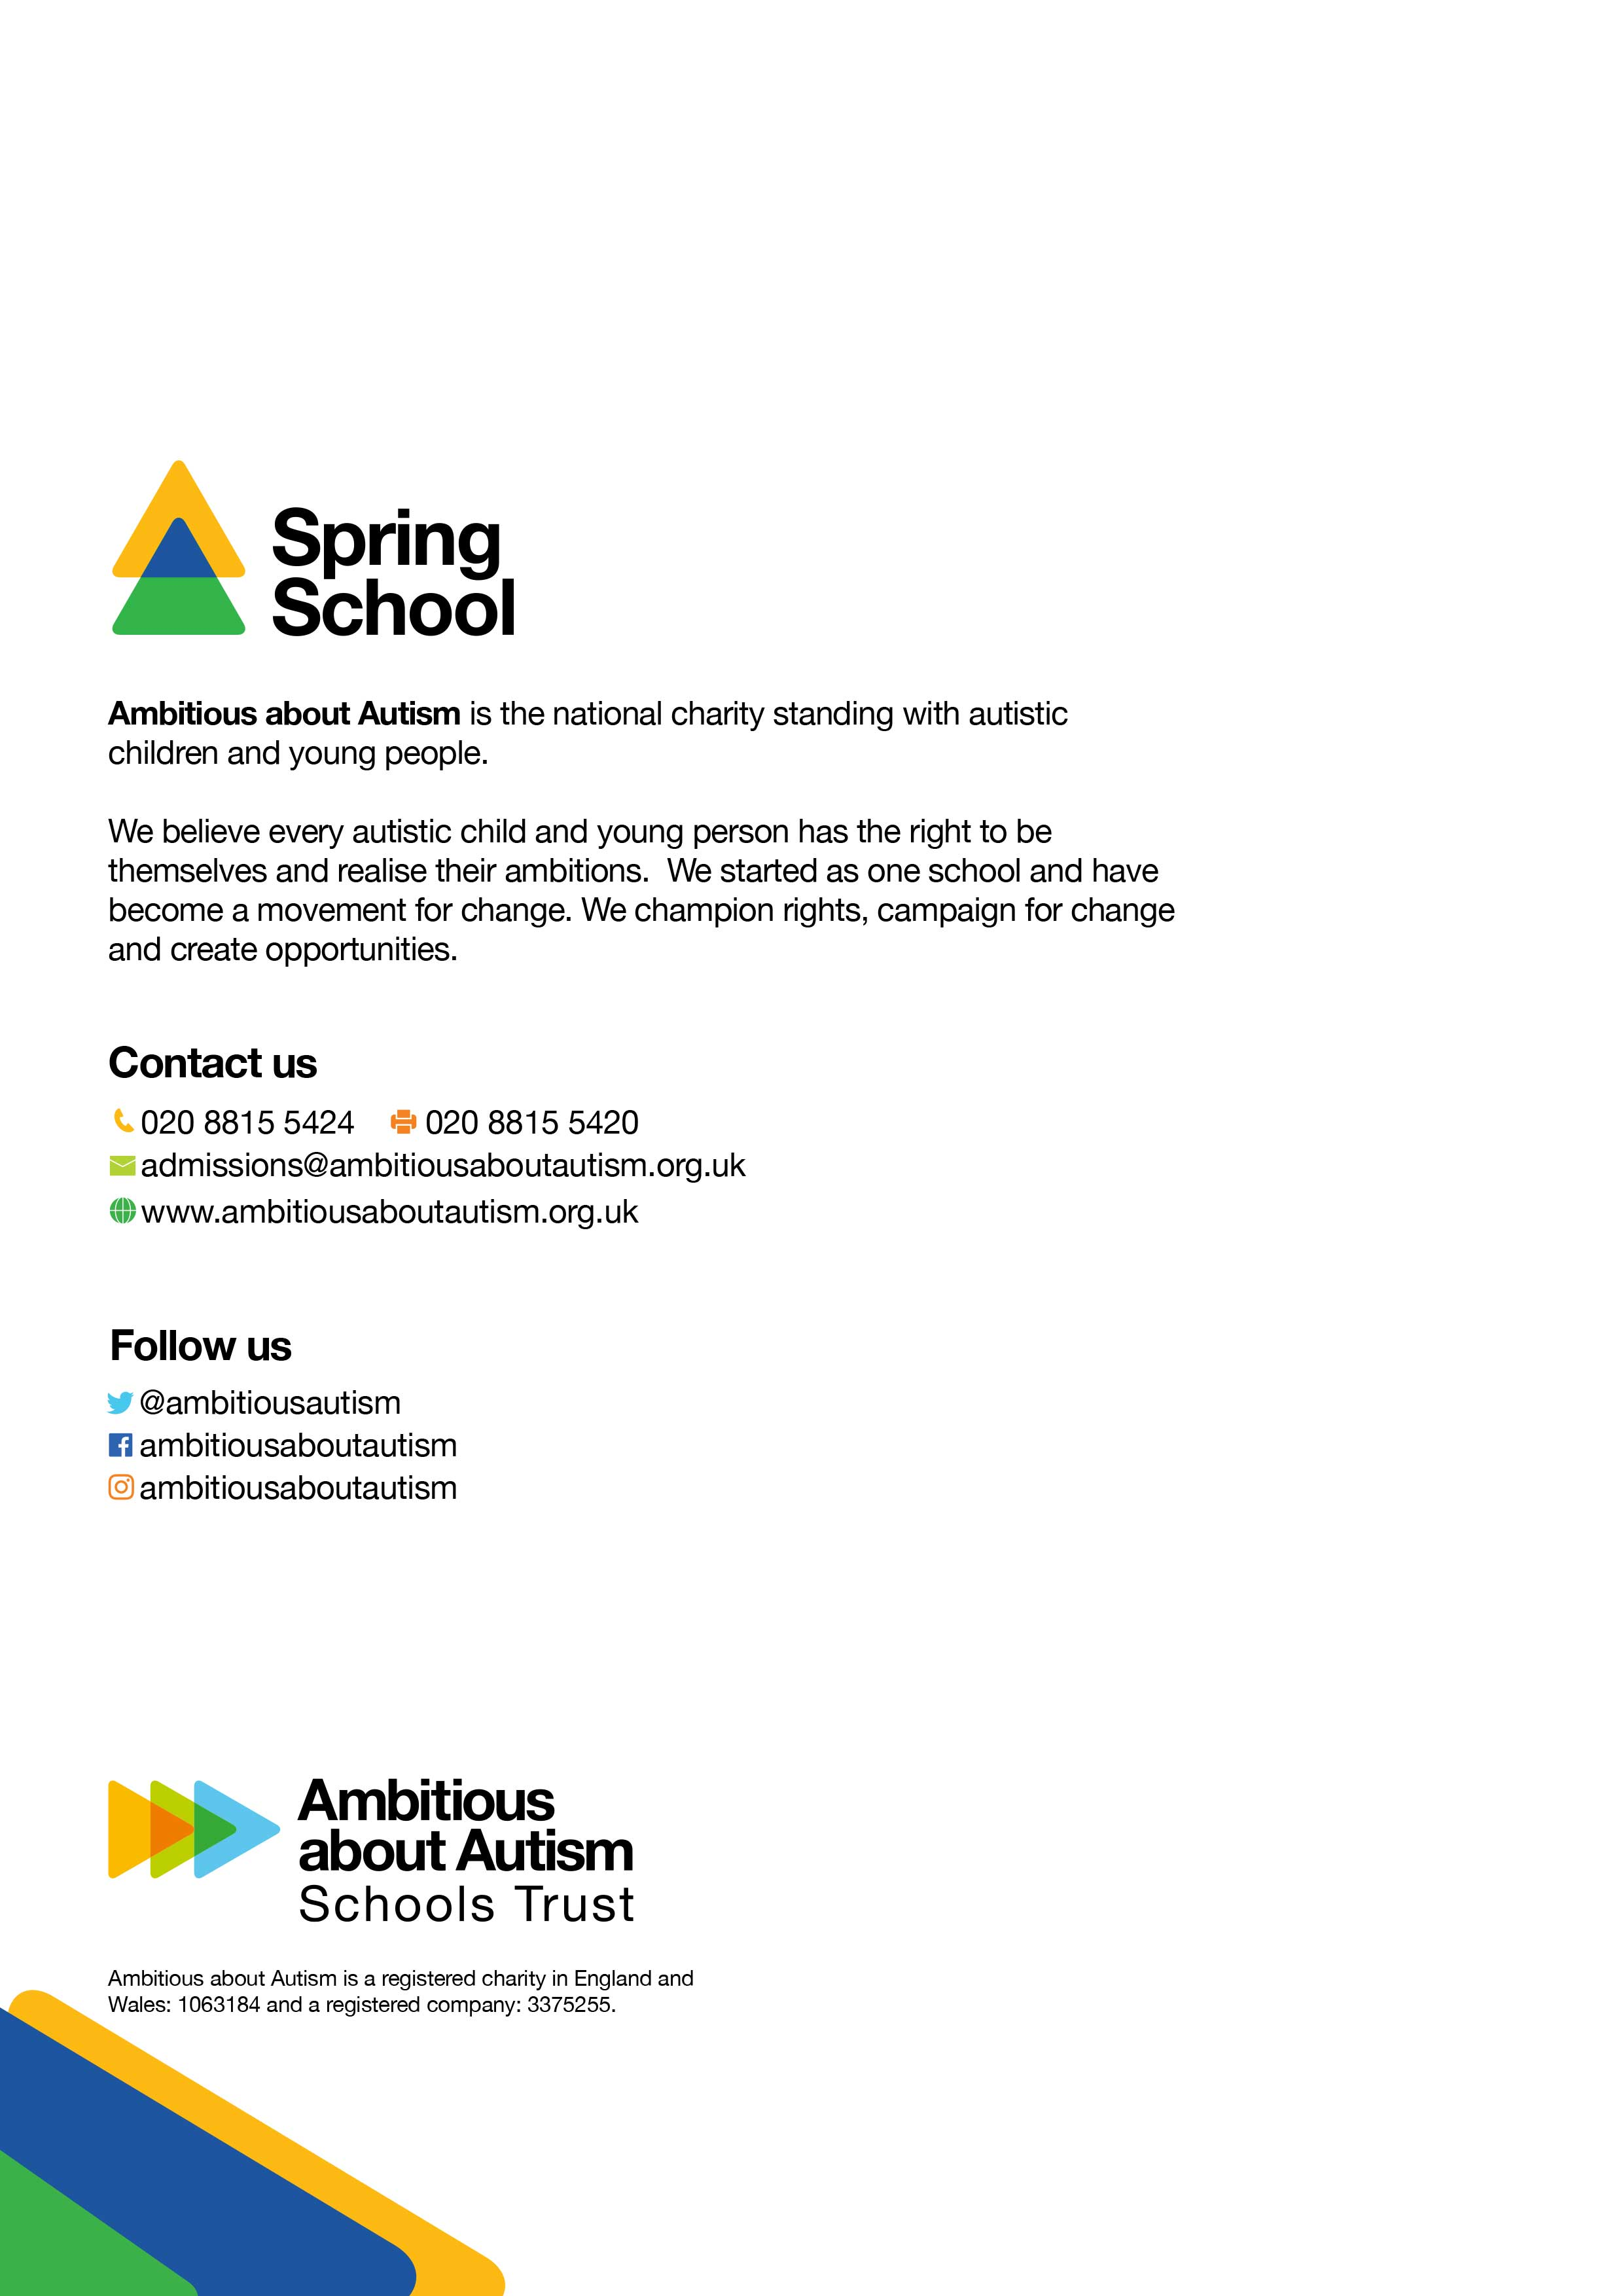 Spring
School
Ambitious about Autism is the national charity standing with autistic
children and young people.
We believe every autistic child and young person has the right to be
themselves and realise their ambitions.  We started as one school and have
become a movement for change. We champion rights, campaign for change
and create opportunities.
Contact us
020 8815 5424 020 8815 5420
admissions@ambitiousaboutautism.org.uk
www.ambitiousaboutautism.org.uk
Follow us
@ambitiousautism
ambitiousaboutautism
ambitiousaboutautism
Ambitious
about Autism
Schools Trust
Ambitious about Autism is a registered charity in England and
Wales: 1063184 and a registered company: 3375255.